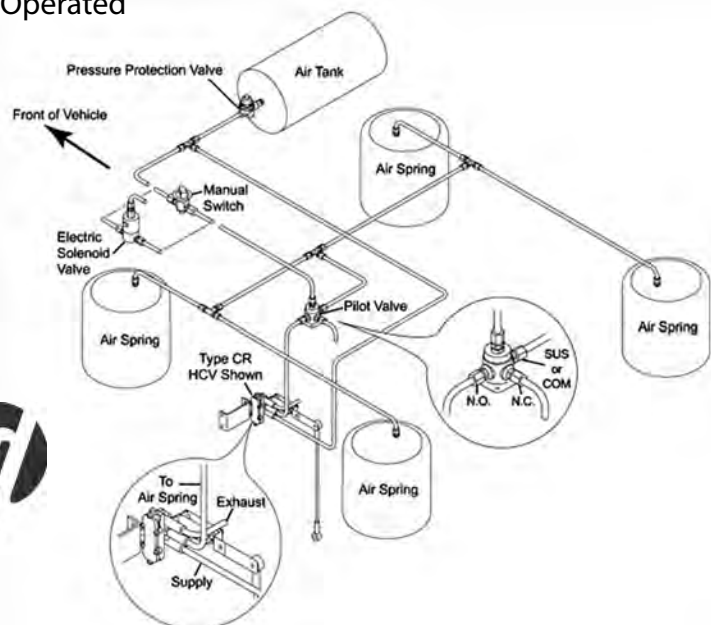 Operated
Pressure Protection Valve
Air Tank
Front of Vehicle
Air Spring
Manual
Switch
Electric
Solenoid
Valve
Pilot Valve
Air Spring
Air Spring
SUS
or
COM
Type CR
HCV Shown
N.O.
N.C.
To
Air Spring
Exhaust
Air Spring
Supply